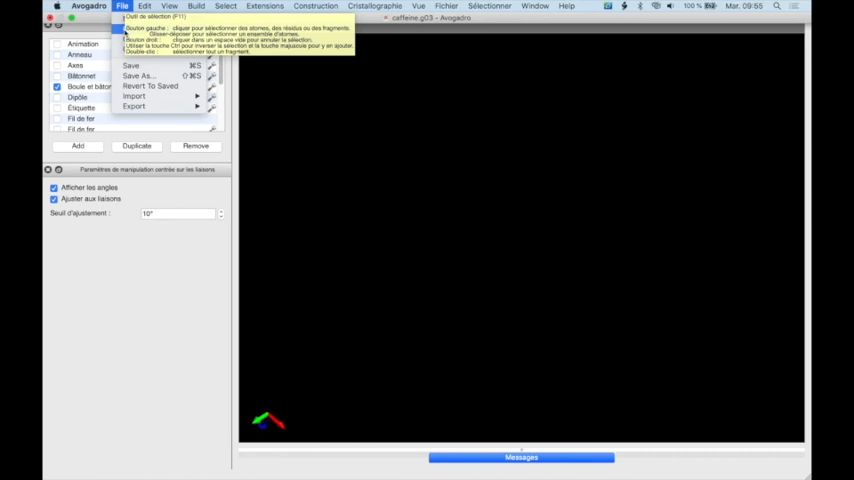 Avogadro File Edit View Build Select Extensions Construction Cristallographie Vue Fichier Sélectionner Window Help 100 % Mar. 09:55
caffeine.g03 - Avogadro
Outil de sélection (F11)
Bouton gauche : cliquer pour sélectionner des atomes, des résidus ou des fragments.
Glisser-déposer pour sélectionner un ensemble d'atomes.
Bouton droit : cliquer dans un espace vide pour annuler la sélection.
Utiliser la touche Ctrl pour inverser la sélection et la touche majuscule pour y en ajouter.
Double-clic : sélectionner tout un fragment.
Save ⌘S
Save As... ⇧⌘S
Revert To Saved
Import
Export
Animation
Anneau
Axes
Bâtonnet
Boule et bâton
Dipôle
Étiquette
Fil de fer
Fil de fer
Add Duplicate Remove
Paramètres de manipulation centrée sur les liaisons
Afficher les angles
Ajuster aux liaisons
Seuil d'ajustement : 10°
Messages